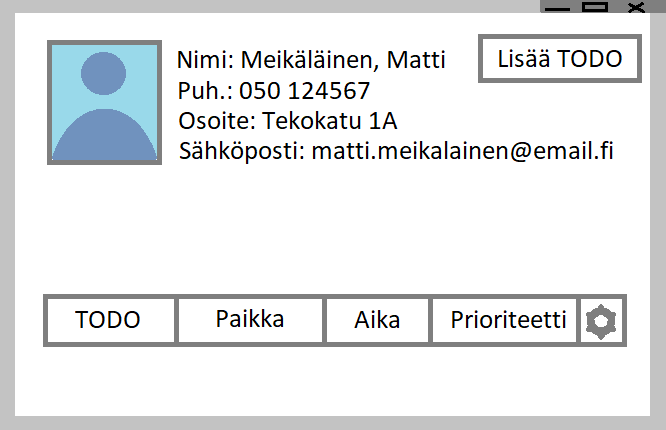 Nimi: Meikäläinen, Matti
Puh.: 050 124567
Osoite: Tekokatu 1A
Sähköposti: matti.meikalainen@email.fi
Lisää TODO
TODO Paikka Aika Prioriteetti